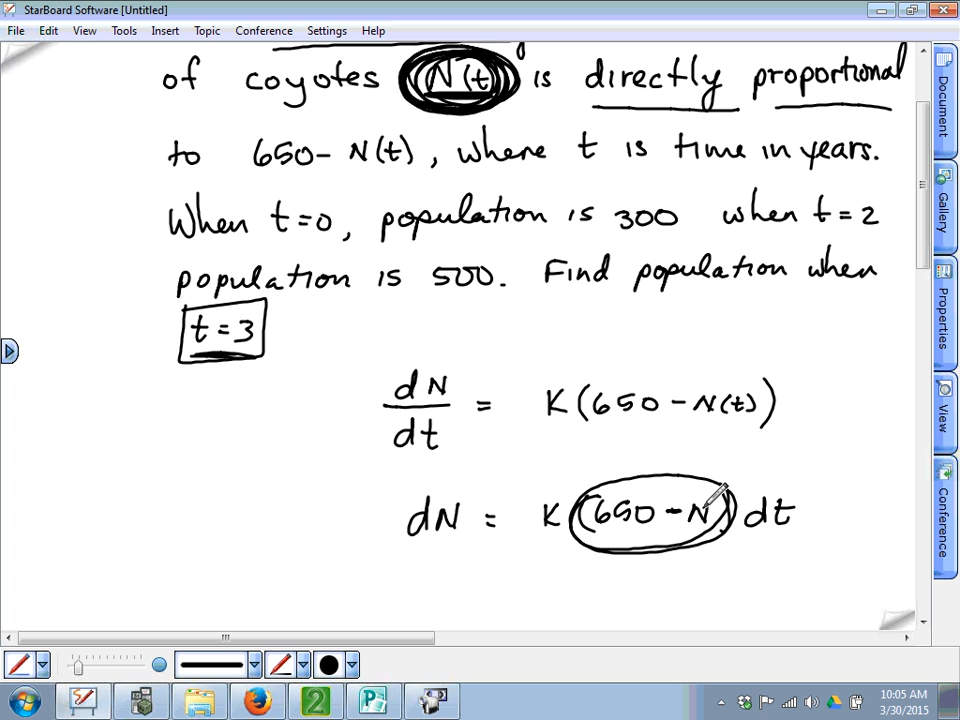 StarBoard Software [Untitled]
File Edit View Tools Insert Transport Conference Settings Help
of coyotes N(t) is directly proportional
to 650 - N(t), where t is time in years.
When t=0, population is 300 when t=2
population is 500. Find population when
t=3
dN/dt = K(650 - N(t))
dN = K(650 - N) dt
Document
Gallery
Properties
View
Conference
10:05 AM
3/30/2015